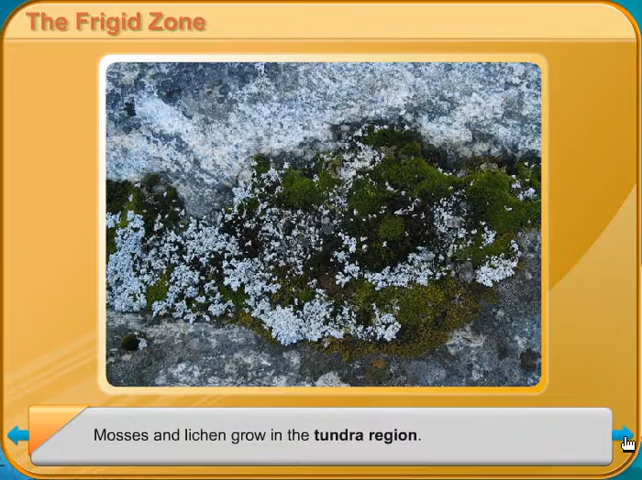 The Frigid Zone
Mosses and lichen grow in the tundra region.